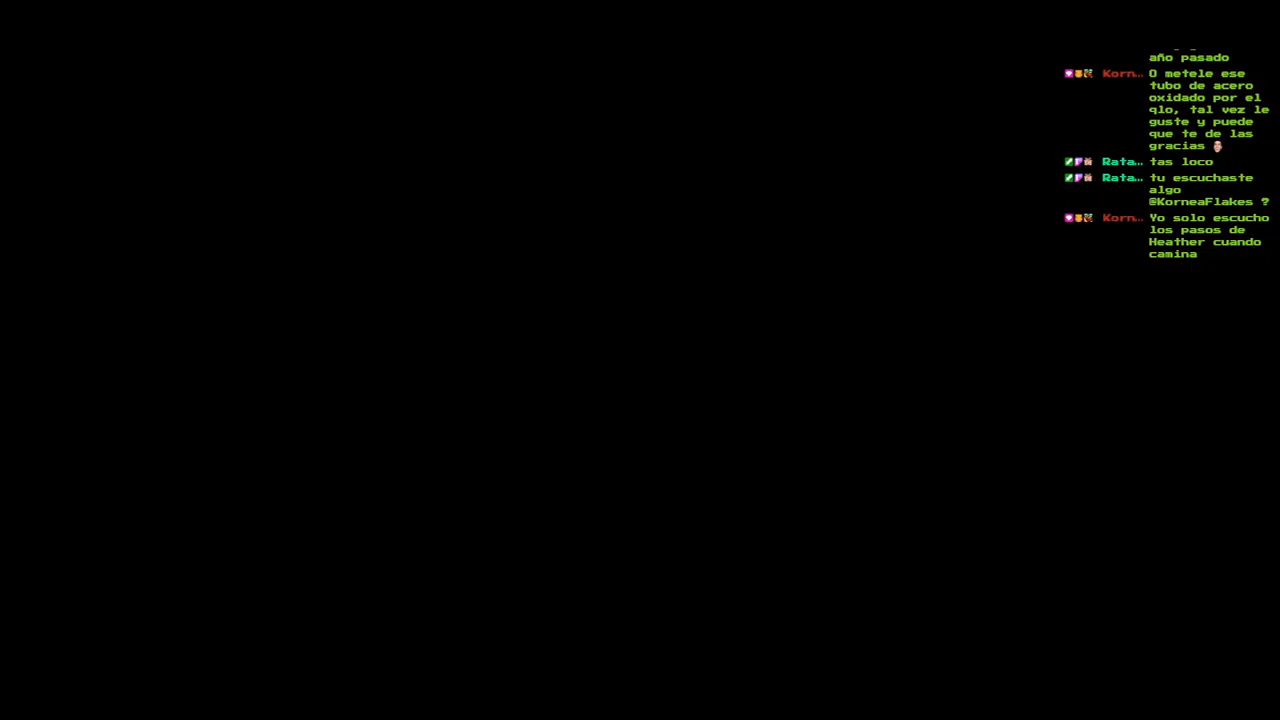 año pasado
Korn… O metele ese
tubo de acero
oxidado por el
qlo, tal vez le
guste y puede
que te de las
gracias
Rata… tas loco
Rata… tu escuchaste
algo
@KorneaFlakes ?
Korn… Yo solo escucho
los pasos de
Heather cuando
camina